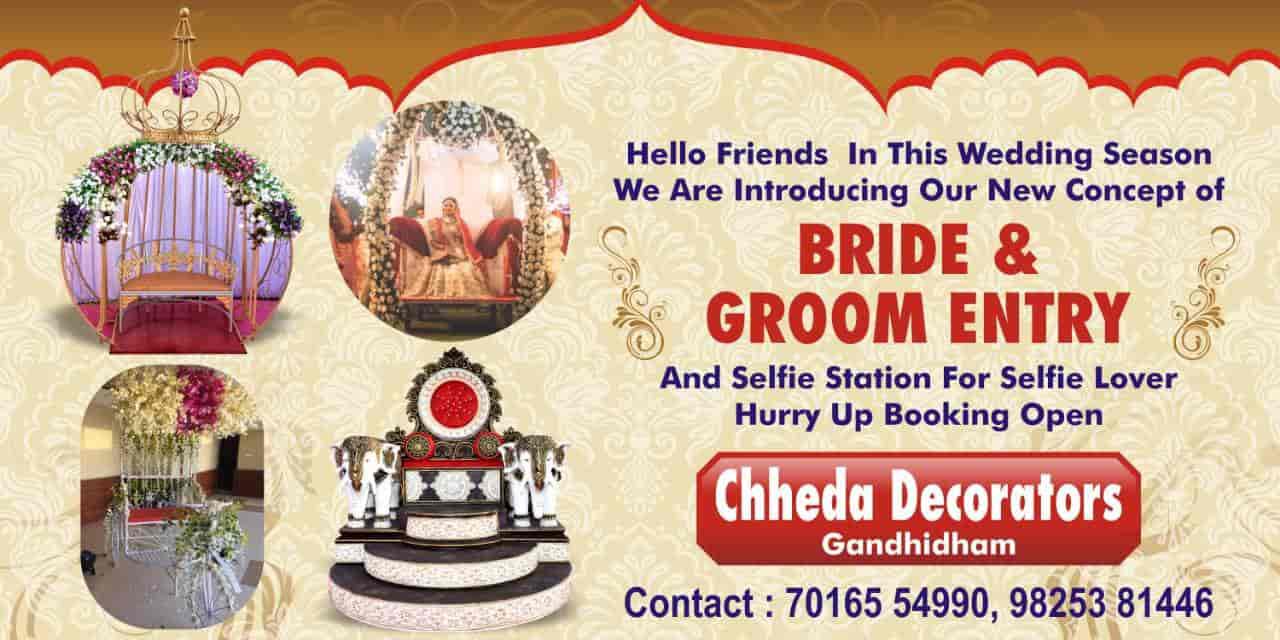 Hello Friends In This Wedding Season
We Are Introducing Our New Concept of
BRIDE &
GROOM ENTRY
And Selfie Station For Selfie Lover
Hurry Up Booking Open
Chheda Decorators
Gandhidham
Contact : 70165 54990, 98253 81446